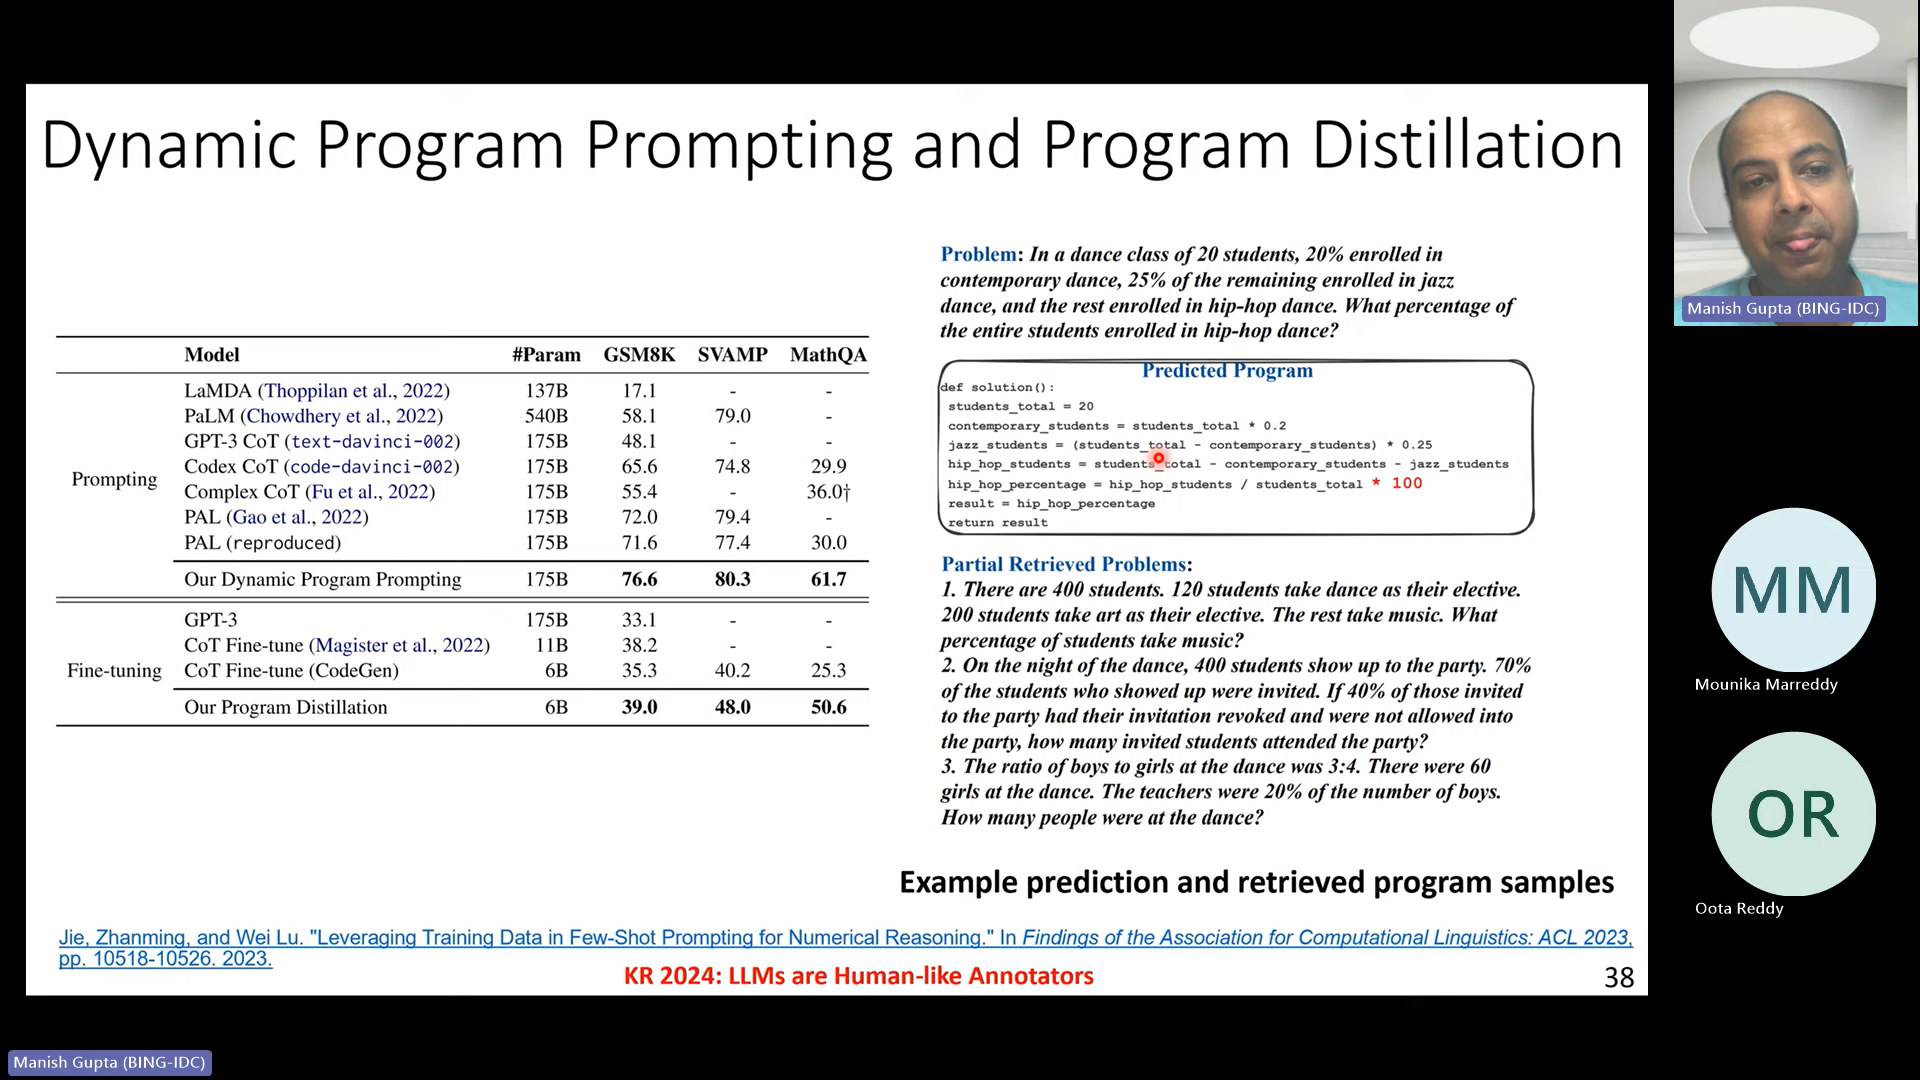 Dynamic Program Prompting and Program Distillation
Model #Param GSM8K SVAMP MathQA
Prompting
LaMDA (Thoppilan et al., 2022) 137B 17.1 - -
PaLM (Chowdhery et al., 2022) 540B 58.1 79.0 -
GPT-3 CoT (text-davinci-002) 175B 48.1 - -
Codex CoT (code-davinci-002) 175B 65.6 74.8 29.9
Complex CoT (Fu et al., 2022) 175B 55.4 - 36.0†
PAL (Gao et al., 2022) 175B 72.0 79.4 -
PAL (reproduced) 175B 71.6 77.4 30.0
Our Dynamic Program Prompting 175B 76.6 80.3 61.7
Fine-tuning
GPT-3 175B 33.1 - -
CoT Fine-tune (Magister et al., 2022) 11B 38.2 - -
CoT Fine-tune (CodeGen) 6B 35.3 40.2 25.3
Our Program Distillation 6B 39.0 48.0 50.6
Problem: In a dance class of 20 students, 20% enrolled in
contemporary dance, 25% of the remaining enrolled in jazz
dance, and the rest enrolled in hip-hop dance. What percentage of
the entire students enrolled in hip-hop dance?
Predicted Program
def solution():
students_total = 20
contemporary_students = students_total * 0.2
jazz_students = (students_total - contemporary_students) * 0.25
hip_hop_students = students_total - contemporary_students - jazz_students
hip_hop_percentage = hip_hop_students / students_total * 100
result = hip_hop_percentage
return result
Partial Retrieved Problems:
1. There are 400 students. 120 students take dance as their elective.
200 students take art as their elective. The rest take music. What
percentage of students take music?
2. On the night of the dance, 400 students show up to the party. 70%
of the students who showed up were invited. If 40% of those invited
to the party had their invitation revoked and were not allowed into
the party, how many invited students attended the party?
3. The ratio of boys to girls at the dance was 3:4. There were 60
girls at the dance. The teachers were 20% of the number of boys.
How many people were at the dance?
Example prediction and retrieved program samples
Jie, Zhanming, and Wei Lu. "Leveraging Training Data in Few-Shot Prompting for Numerical Reasoning." In Findings of the Association for Computational Linguistics: ACL 2023,
pp. 10518-10526. 2023.
KR 2024: LLMs are Human-like Annotators
38
Manish Gupta (BING-IDC)
MM
Mounika Marreddy
OR
Oota Reddy
Manish Gupta (BING-IDC)